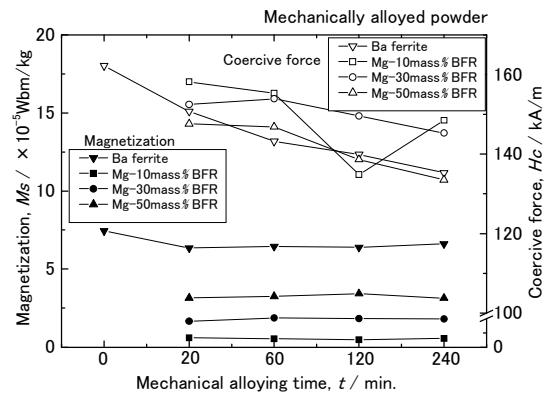 Mechanically alloyed powder
20
15
10
5
0
Magnetization, Ms / ×10⁻⁵Wbm/kg
Coercive force
Ba ferrite
Mg-10mass%BFR
Mg-30mass%BFR
Mg-50mass%BFR
Magnetization
Ba ferrite
Mg-10mass%BFR
Mg-30mass%BFR
Mg-50mass%BFR
160
140
120
100
0
Coercive force, Hc / kA/m
0 20 60 120 240
Mechanical alloying time, t / min.